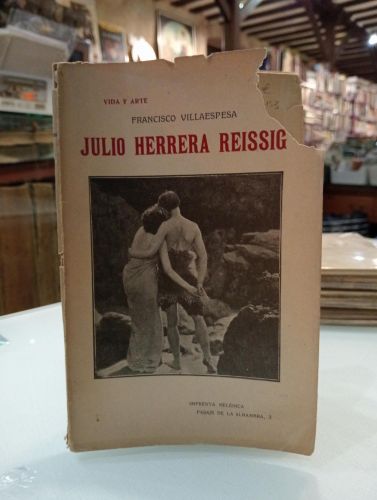 VIDA Y ARTE
FRANCISCO VILLAESPESA
JULIO HERRERA REISSIG
IMPRENTA HELÉNICA
PASAJE DE LA ALHAMBRA, 3